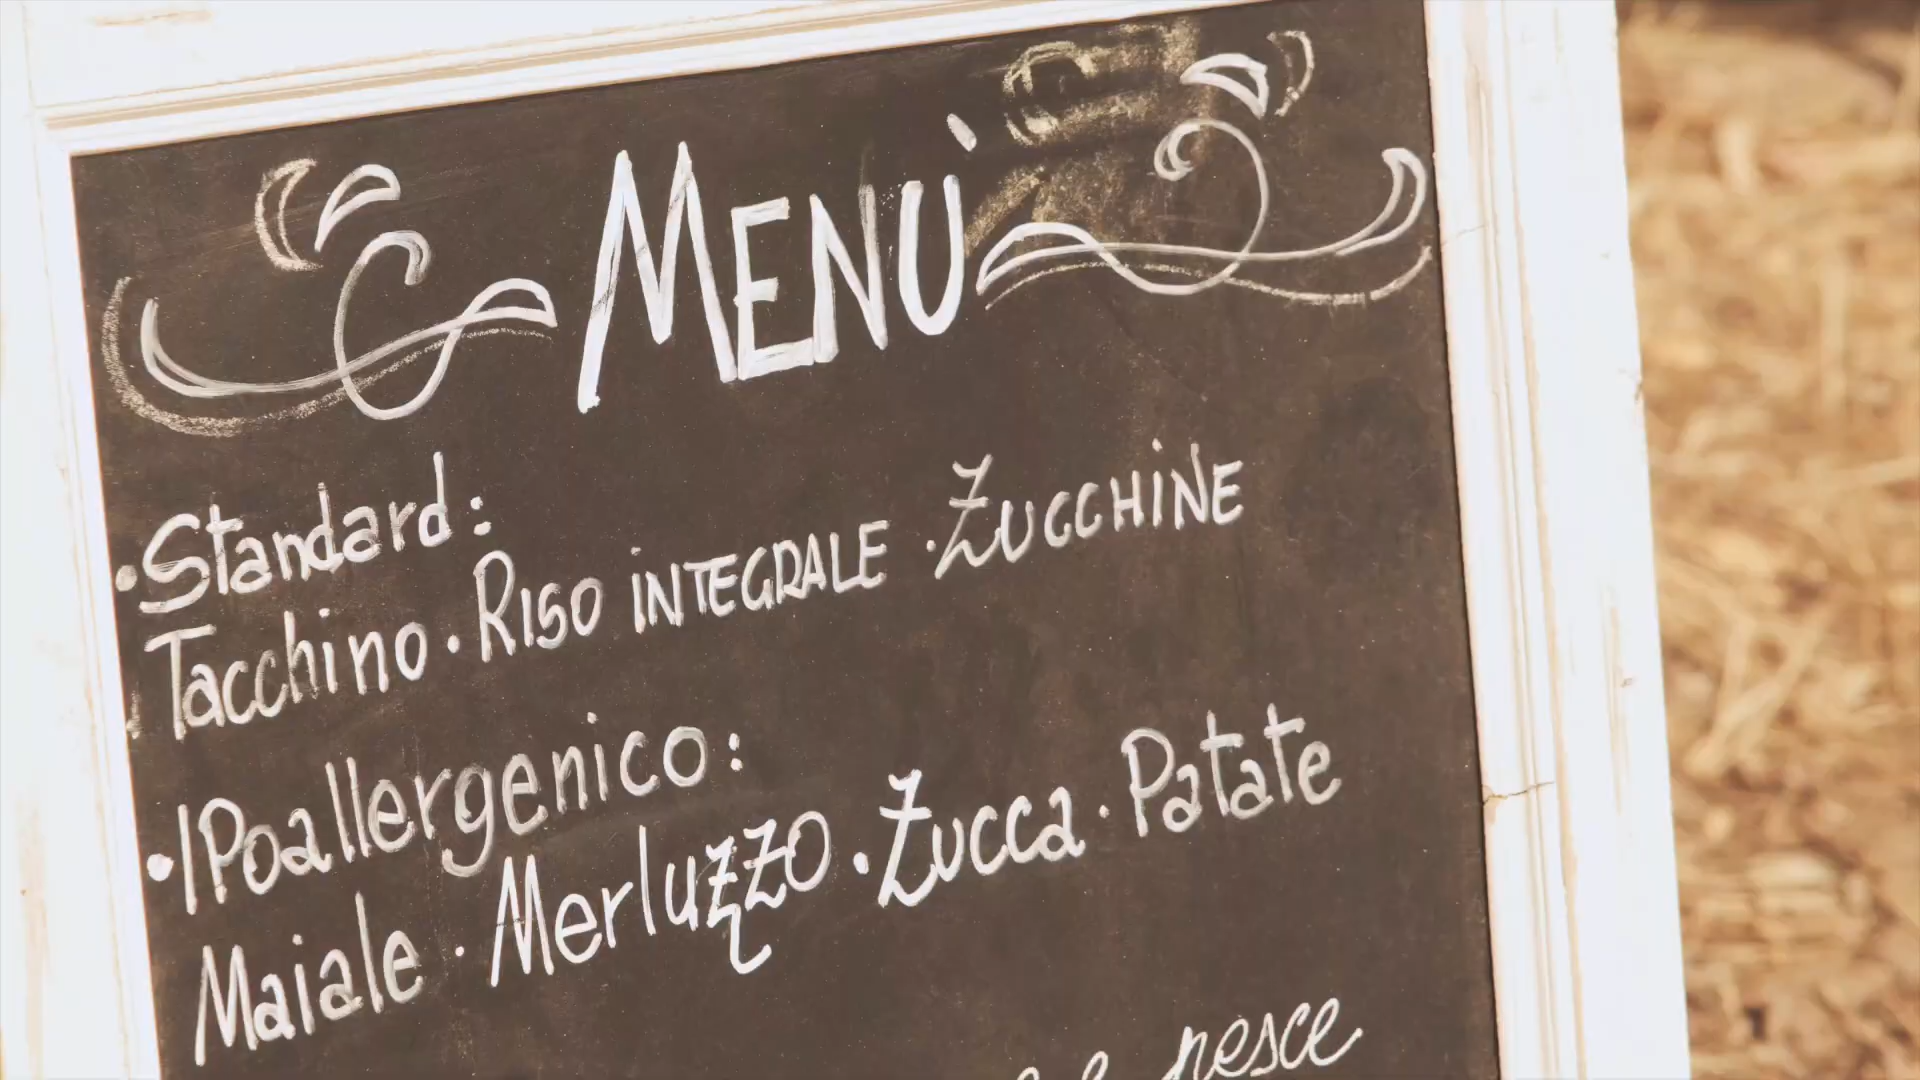 MENÙ
•Standard:
Tacchino • RISO iNTEGRALE • ZUCCHiNE
•IPoallergenico:
Maiale • Merluzzo • Zucca • Patate
pesce